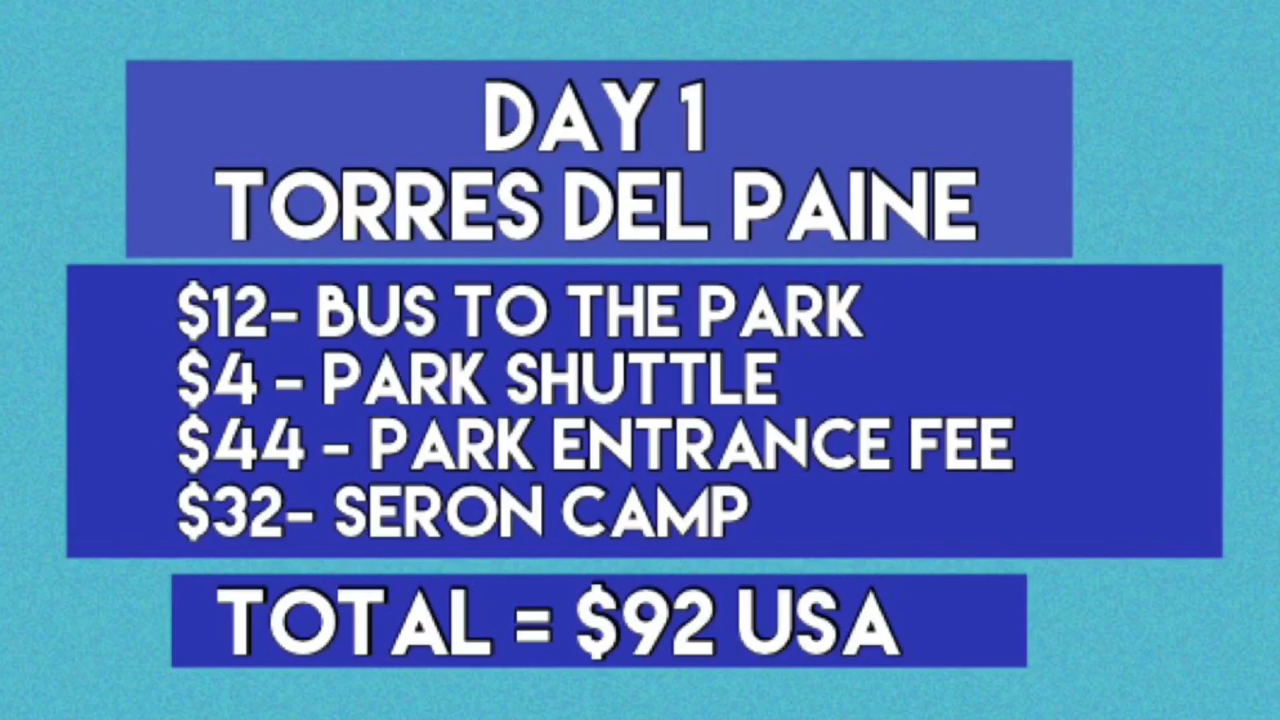 DAY 1
TORRES DEL PAINE
$12- BUS TO THE PARK
$4 - PARK SHUTTLE
$44 - PARK ENTRANCE FEE
$32- SERON CAMP
TOTAL = $92 USA